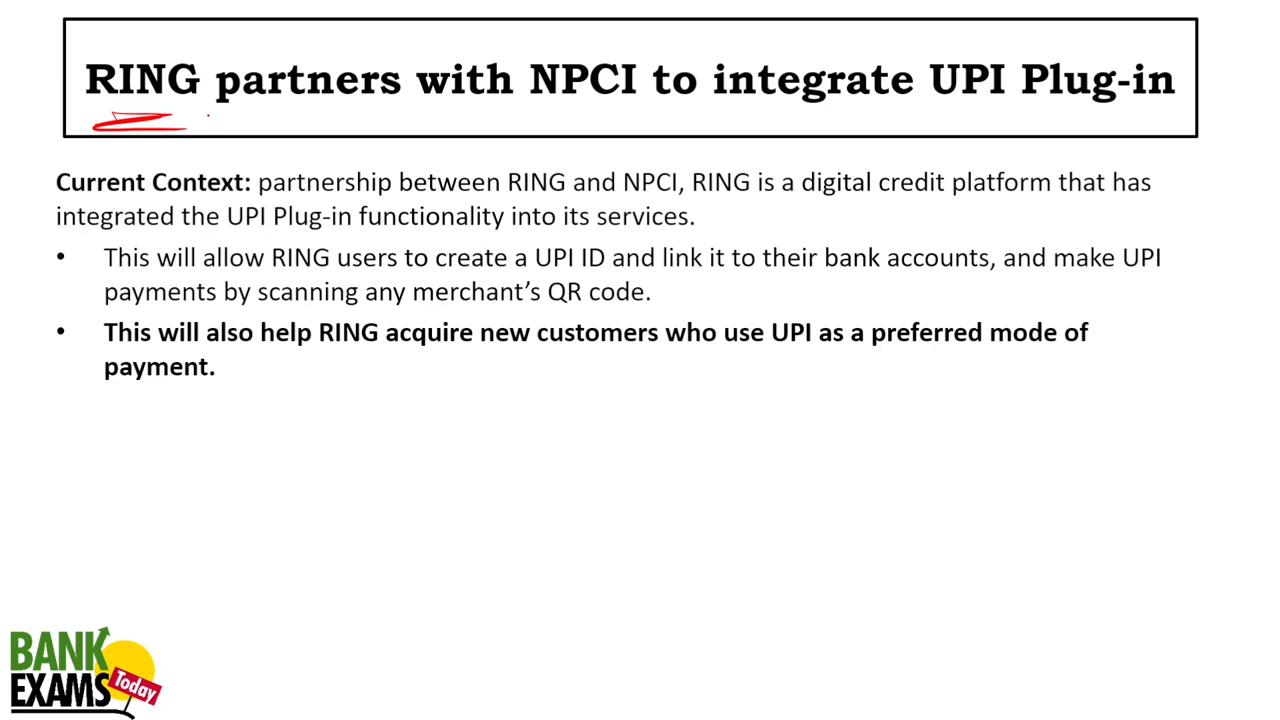 RING partners with NPCI to integrate UPI Plug-in
Current Context: partnership between RING and NPCI, RING is a digital credit platform that has
integrated the UPI Plug-in functionality into its services.
• This will allow RING users to create a UPI ID and link it to their bank accounts, and make UPI
payments by scanning any merchant’s QR code.
• This will also help RING acquire new customers who use UPI as a preferred mode of
payment.
BANK
EXAMS
Today